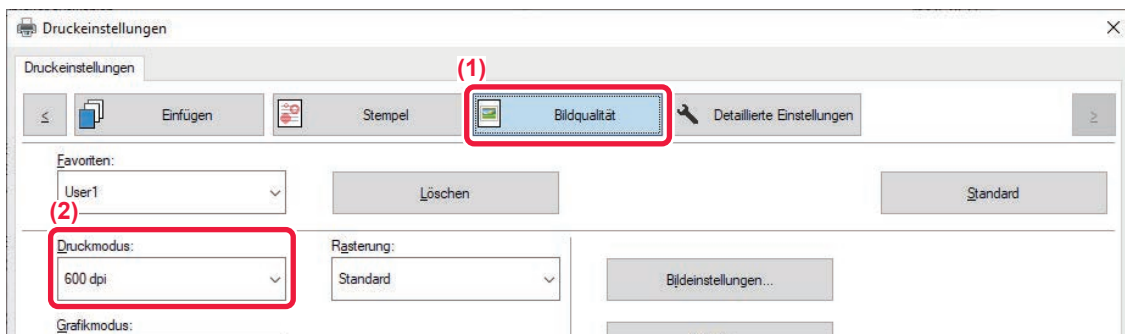 Druckeinstellungen
Druckeinstellungen
(1)
< Einfügen Stempel Bildqualität Detaillierte Einstellungen >
Favoriten:
User1 Löschen Standard
(2)
Druckmodus: Rasterung:
600 dpi Standard Bildeinstellungen...
Grafikmodus: